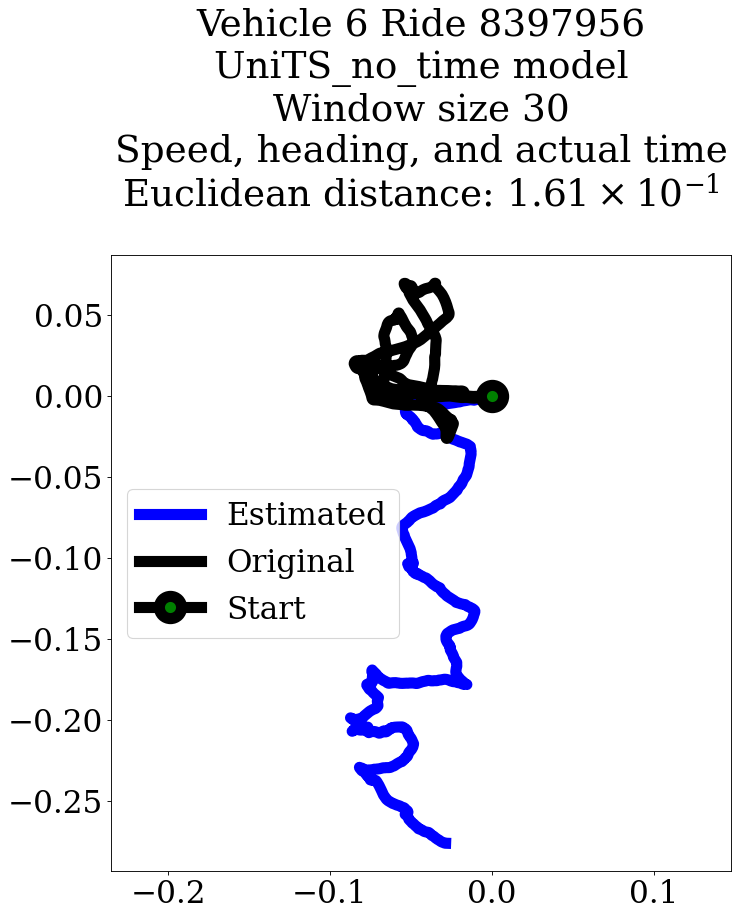 Vehicle 6 Ride 8397956
UniTS_no_time model
Window size 30
Speed, heading, and actual time
Euclidean distance: 1.61 × 10⁻¹
0.05
0.00
−0.05
−0.10
−0.15
−0.20
−0.25
Estimated
Original
Start
−0.2
−0.1
0.0
0.1